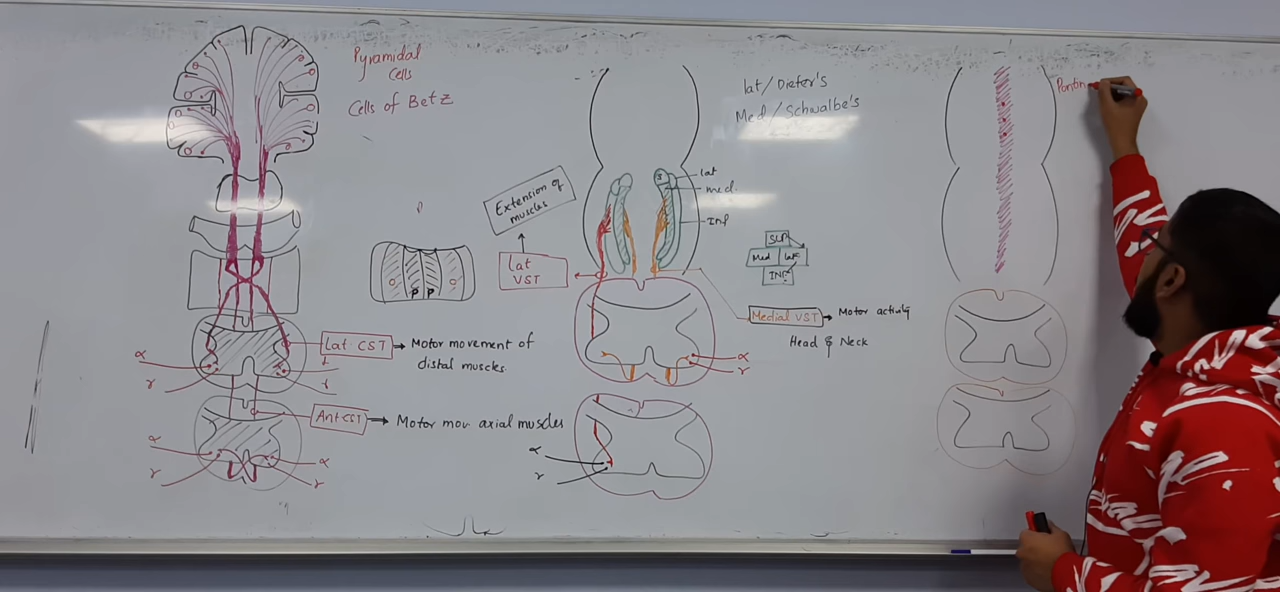 Pyramidal
Cells
Cells of Betz
Lat CST → Motor movement of
distal muscles.
α
γ
γ
Ant CST → Motor mov. axial muscles
α
γ
α
γ
P P
Extension of
muscles
lat
VST
lat/Dieter's
Med/Schwalbe's
S
lat
med.
Inf
SUP
Med lat
INF
Medial VST → Motor activity
Head & Neck
α
γ
α
γ
Pontin